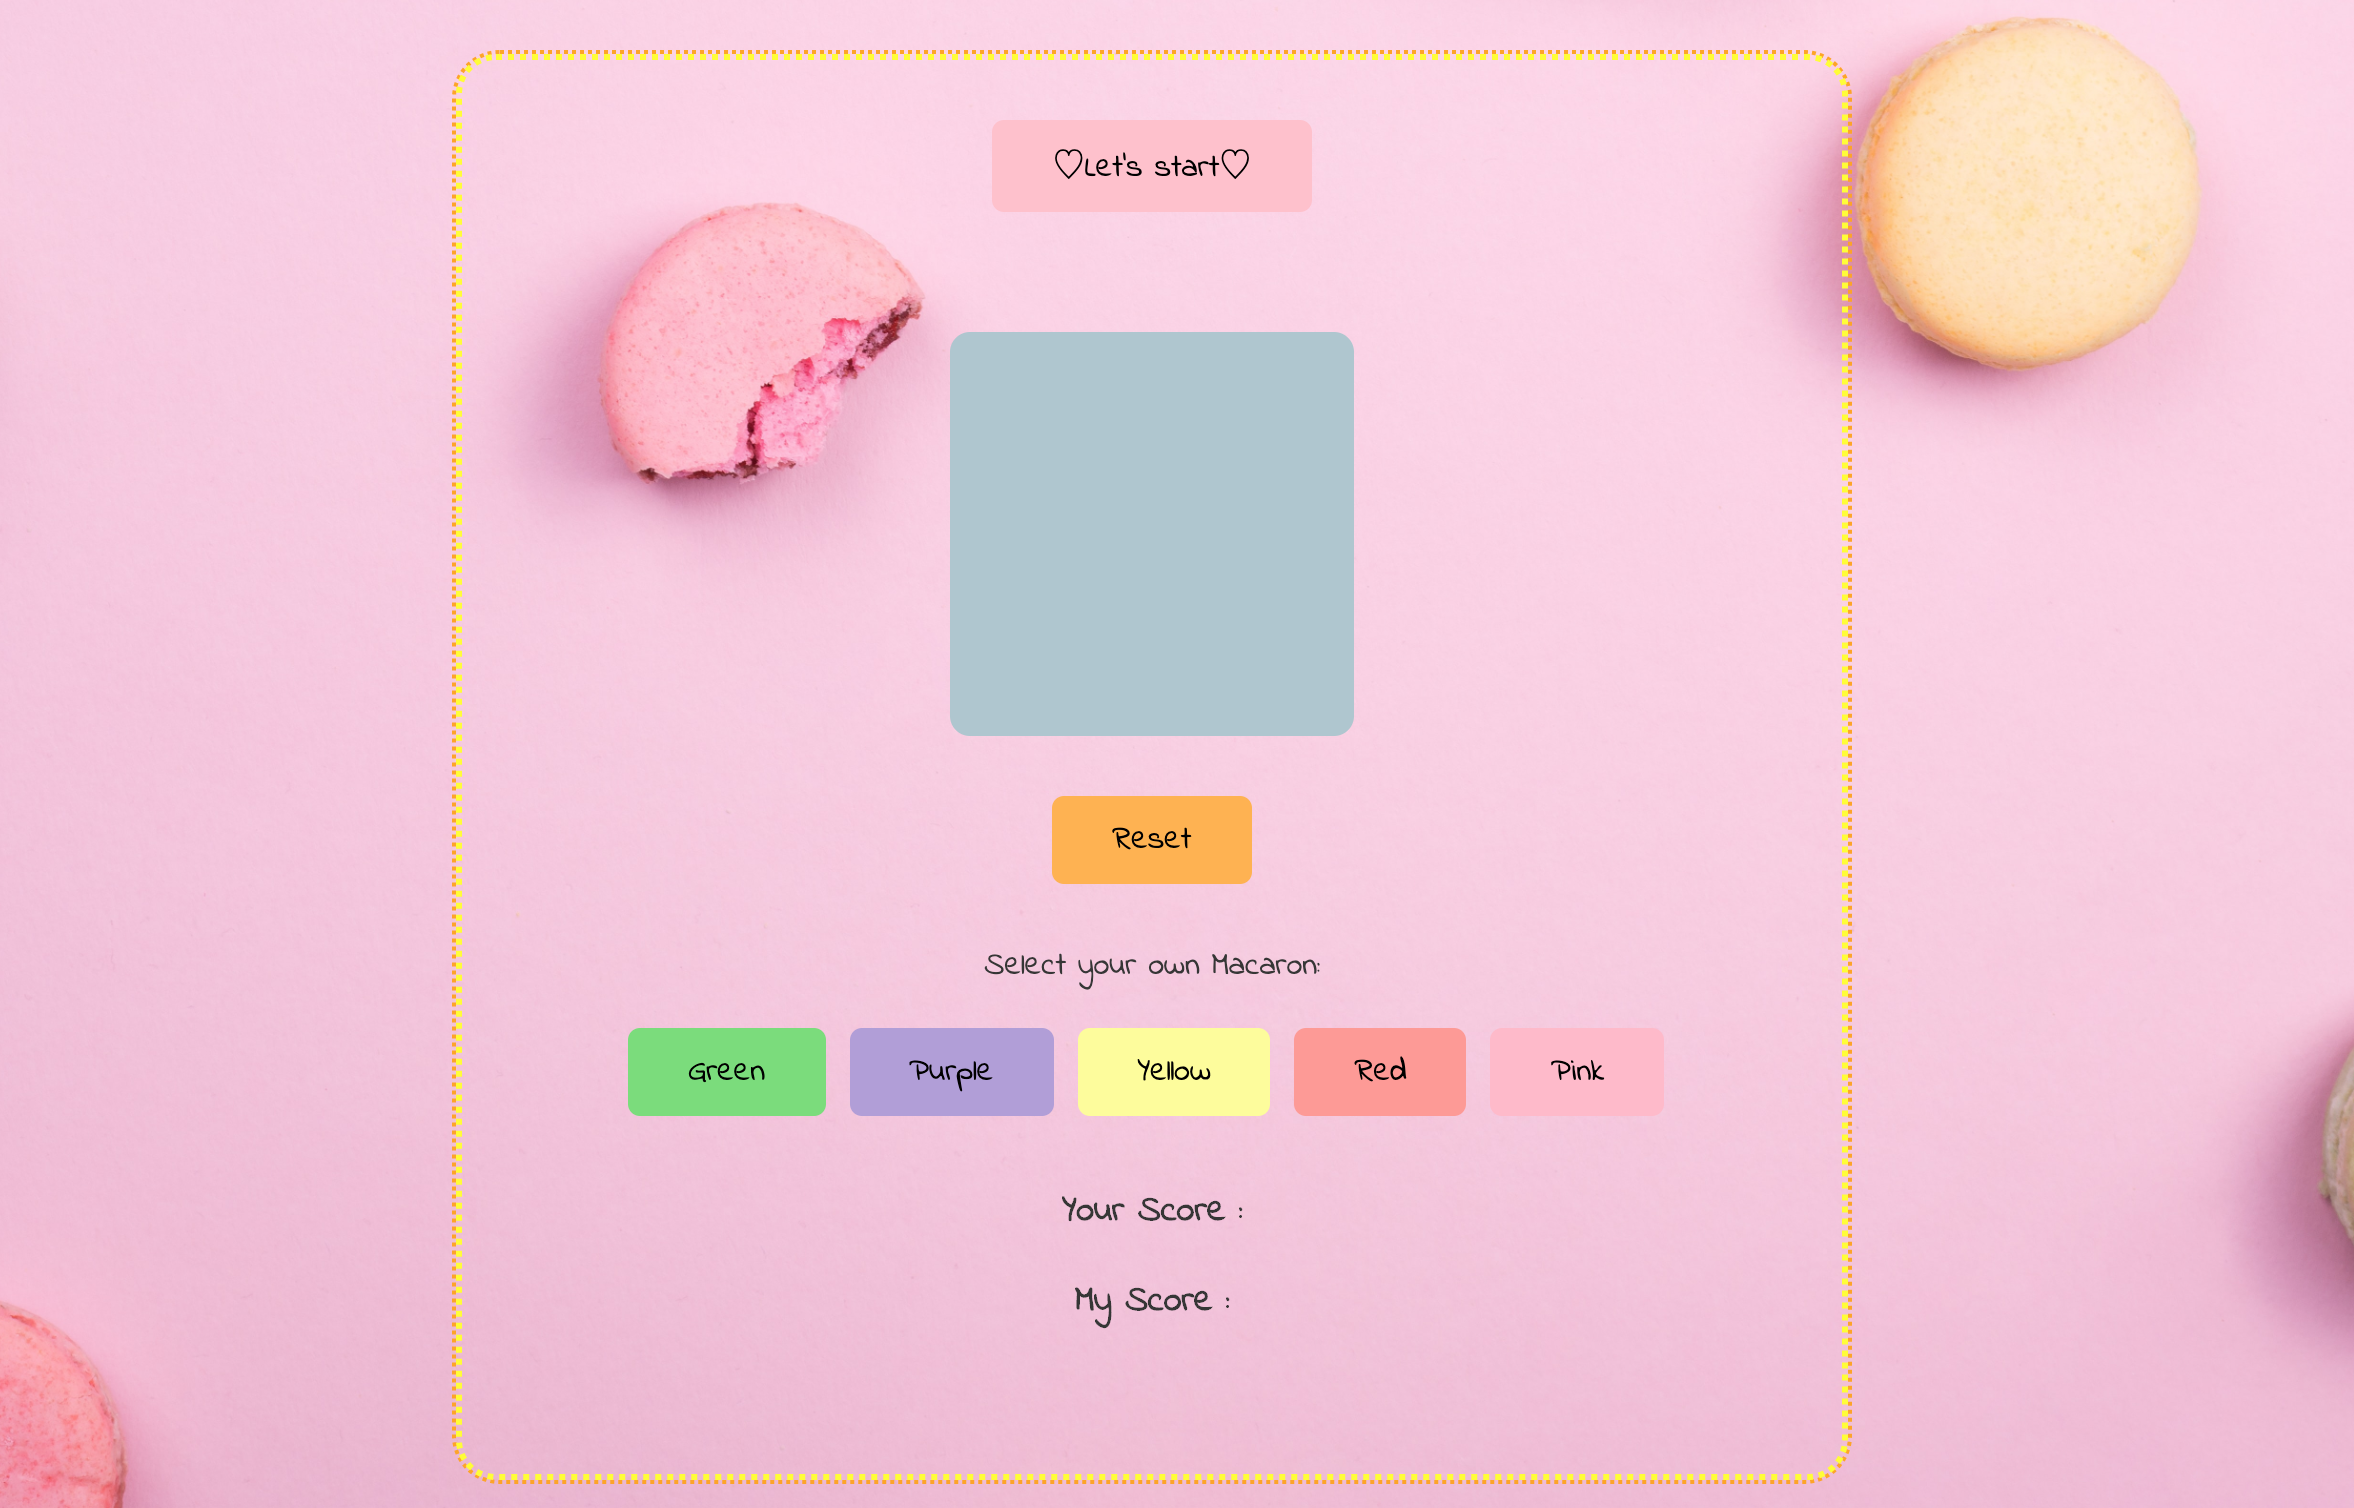 ♡Let's start♡
Reset
Select your own Macaron:
Green Purple Yellow Red Pink
Your Score :
My Score :